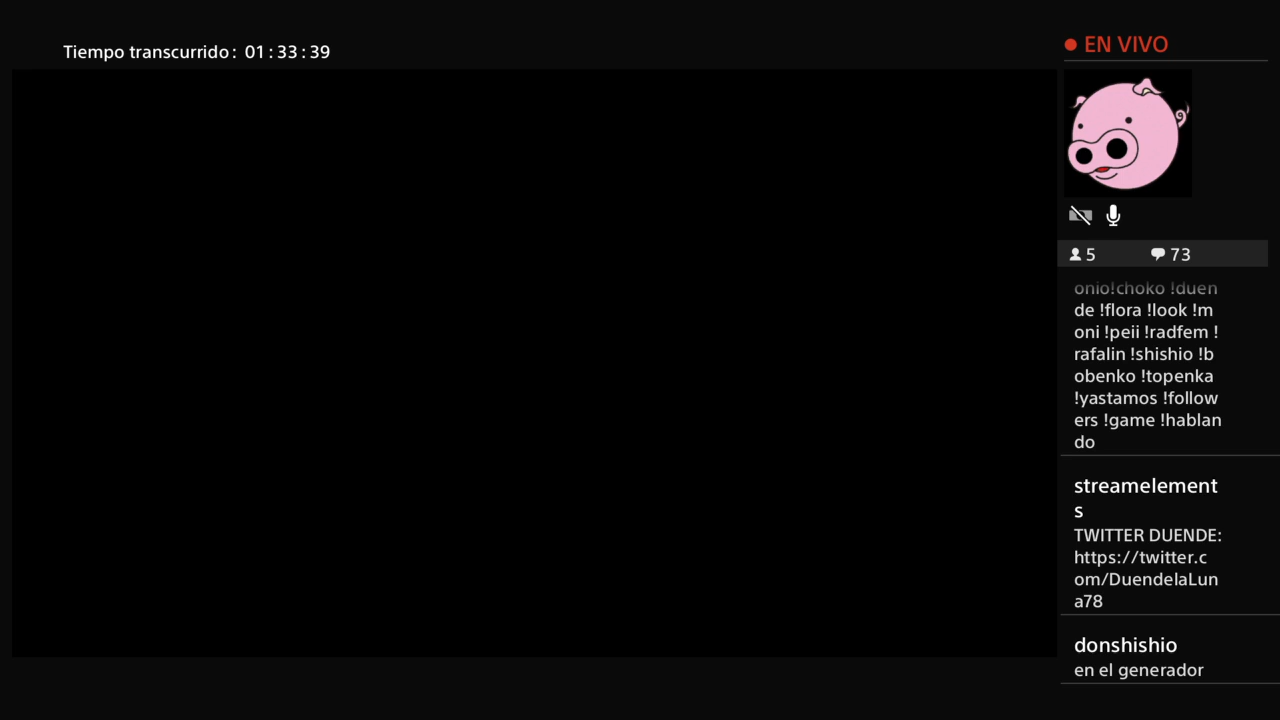 Tiempo transcurrido: 01:33:39
EN VIVO
5
73
onio!choko !duen
de !flora !look !m
oni !peii !radfem !
rafalin !shishio !b
obenko !topenka
!yastamos !follow
ers !game !hablan
do
streamelement
s
TWITTER DUENDE:
https://twitter.c
om/DuendelaLun
a78
donshishio
en el generador